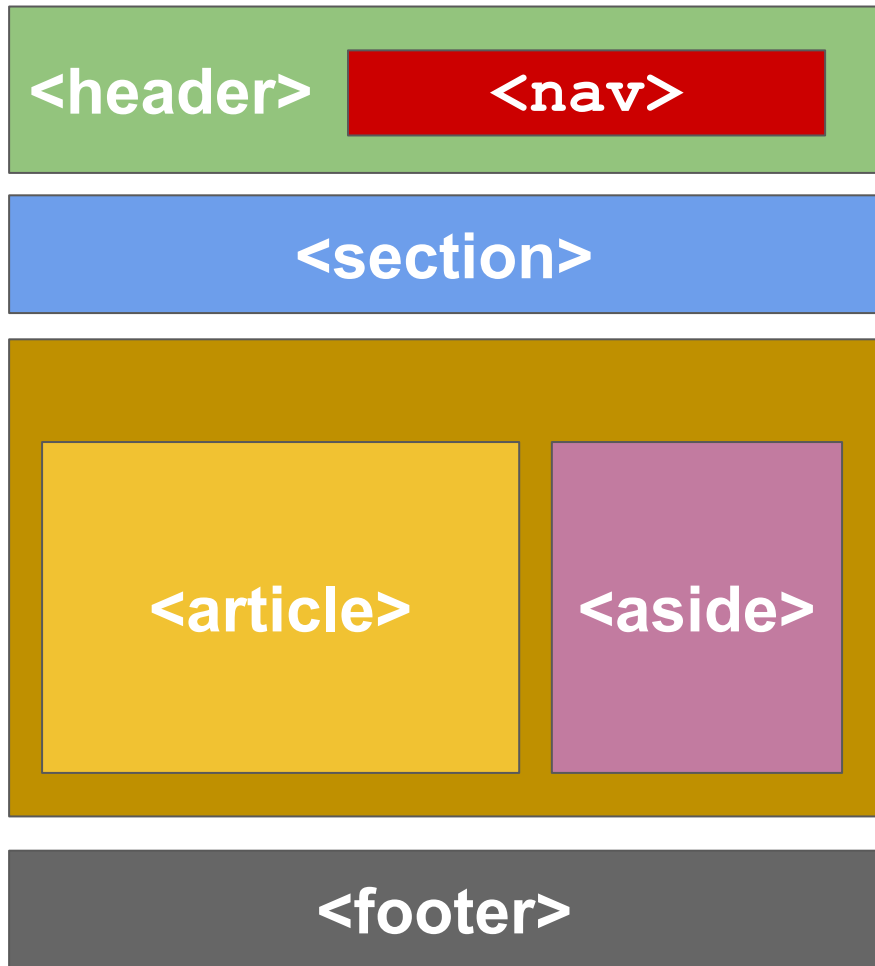 <header>
<nav>
<section>
<article>
<aside>
<footer>